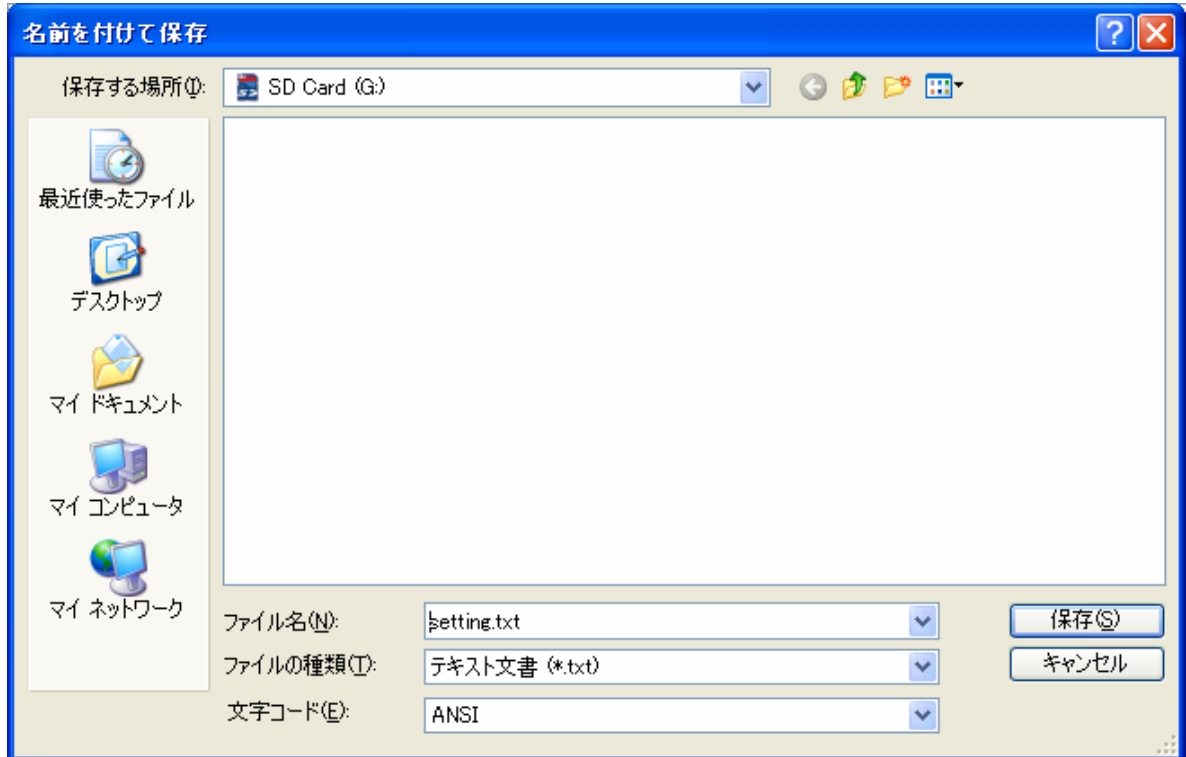 名前を付けて保存
保存する場所(I):
SD Card (G:)
最近使ったファイル
デスクトップ
マイ ドキュメント
マイ コンピュータ
マイ ネットワーク
ファイル名(N):
setting.txt
保存(S)
ファイルの種類(T):
テキスト文書 (*.txt)
キャンセル
文字コード(E):
ANSI